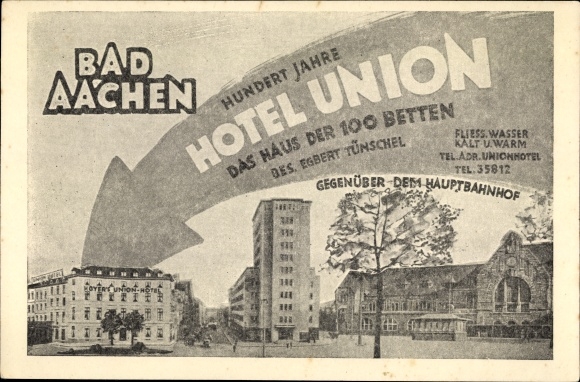 BAD
AACHEN
HUNDERT JAHRE
HOTEL UNION
DAS HAUS DER 100 BETTEN
BES. EGBERT TÜNSCHEL
FLIESS. WASSER
KALT U. WARM
TEL. ADR. UNIONHOTEL
TEL. 35812
GEGENÜBER DEM HAUPTBAHNHOF
HOYER'S UNION-HOTEL